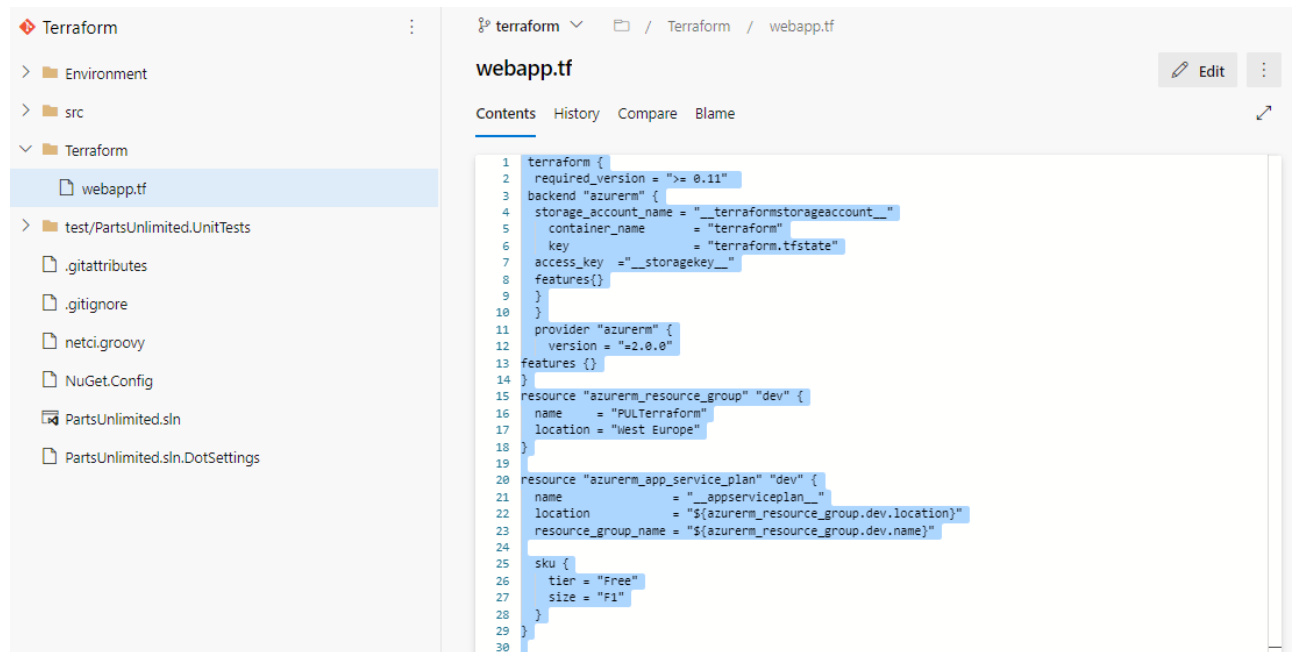 Terraform
Environment
src
Terraform
webapp.tf
test/PartsUnlimited.UnitTests
.gitattributes
.gitignore
netci.groovy
NuGet.Config
PartsUnlimited.sln
PartsUnlimited.sln.DotSettings
terraform / Terraform / webapp.tf
webapp.tf
Edit
Contents History Compare Blame
1 terraform {
2 required_version = ">= 0.11"
3 backend "azurerm" {
4 storage_account_name = "__terraformstorageaccount__"
5 container_name = "terraform"
6 key = "terraform.tfstate"
7 access_key ="__storagekey__"
8 features{}
9 }
10 }
11 provider "azurerm" {
12 version = "=2.0.0"
13 features {}
14 }
15 resource "azurerm_resource_group" "dev" {
16 name = "PULTerraform"
17 location = "West Europe"
18 }
19
20 resource "azurerm_app_service_plan" "dev" {
21 name = "__appserviceplan__"
22 location = "${azurerm_resource_group.dev.location}"
23 resource_group_name = "${azurerm_resource_group.dev.name}"
24
25 sku {
26 tier = "Free"
27 size = "F1"
28 }
29 }
30